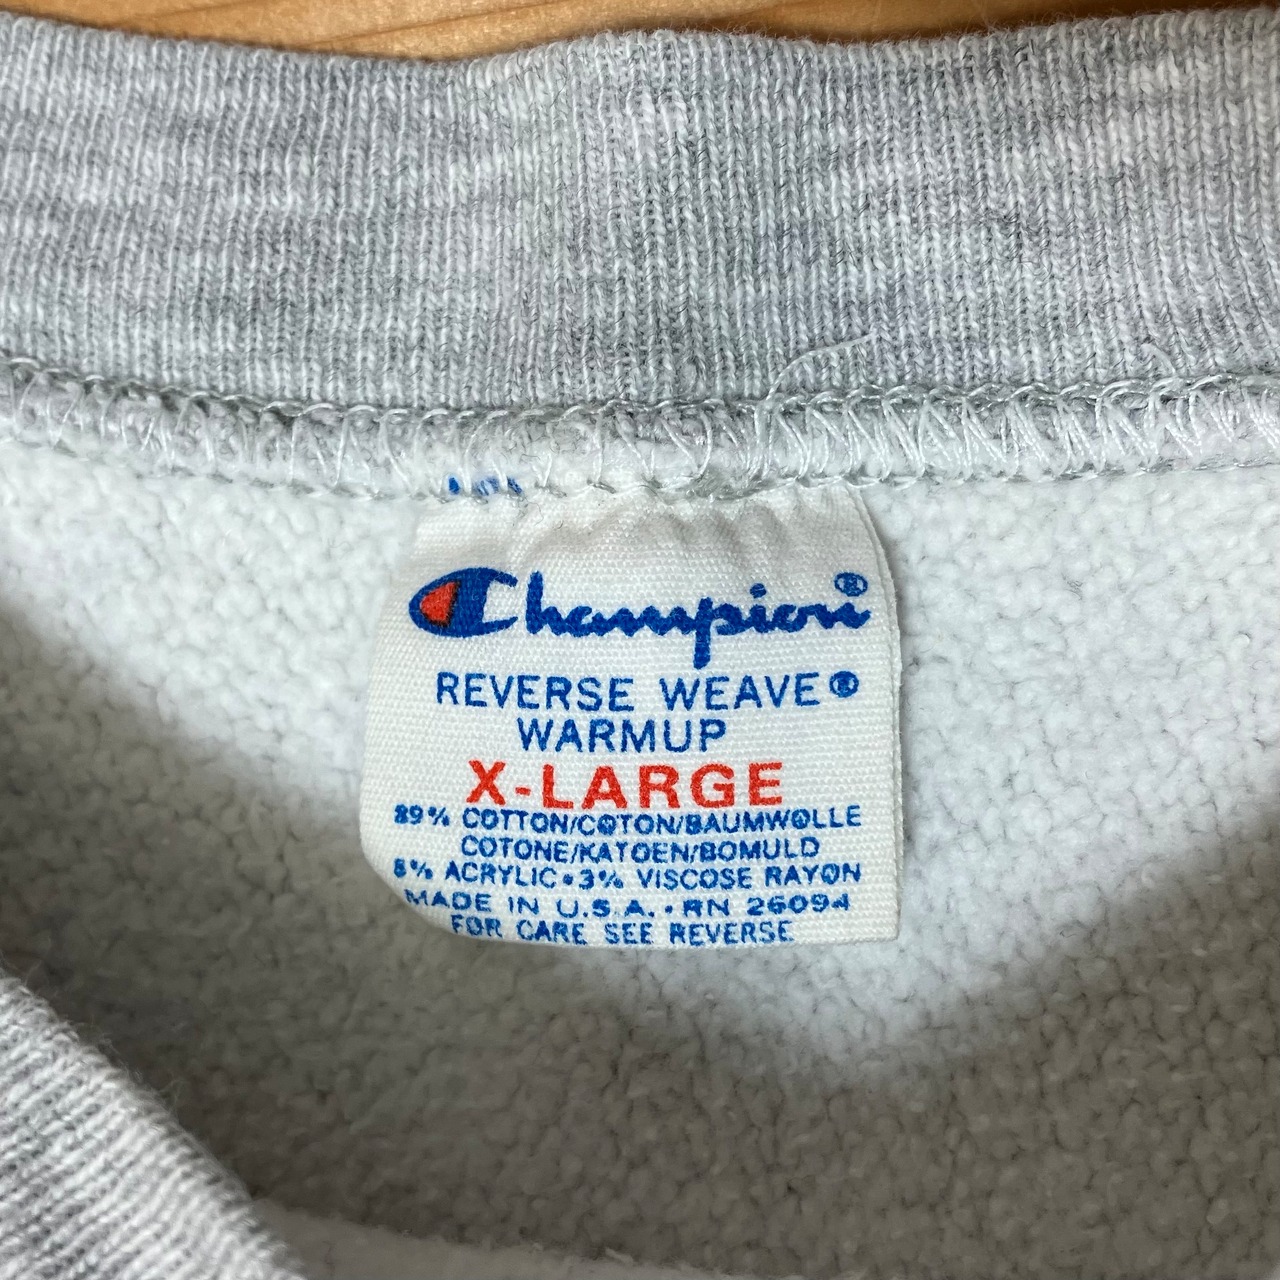 Champion®
REVERSE WEAVE®
WARMUP
X-LARGE
89% COTTON/COTON/BAUMWOLLE
COTONE/KATOEN/BOMULD
8% ACRYLIC•3% VISCOSE RAYON
MADE IN U.S.A. • RN 26094
FOR CARE SEE REVERSE